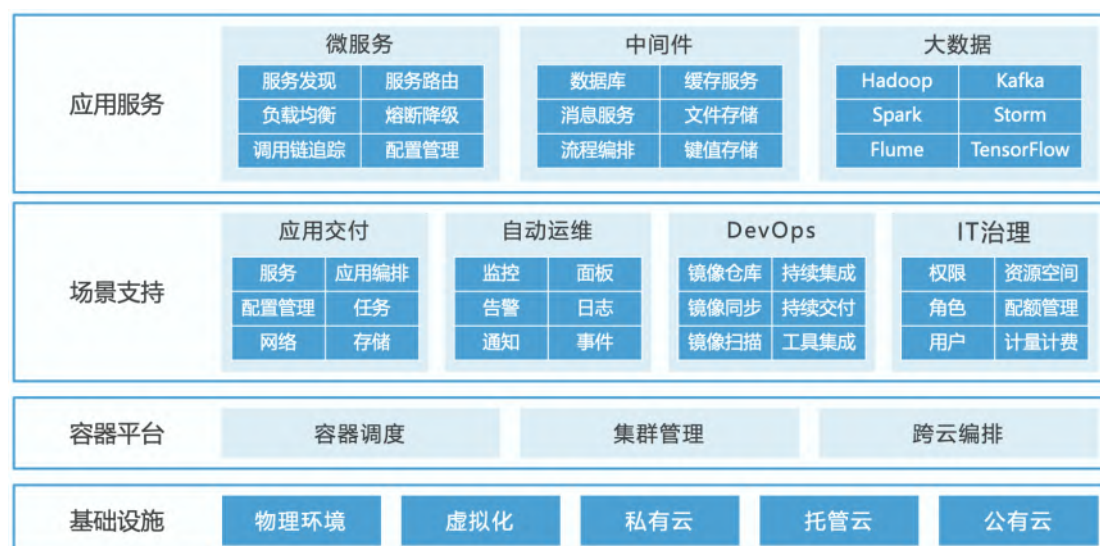 应用服务
微服务
服务发现 服务路由
负载均衡 熔断降级
调用链追踪 配置管理
中间件
数据库 缓存服务
消息服务 文件存储
流程编排 键值存储
大数据
Hadoop Kafka
Spark Storm
Flume TensorFlow
场景支持
应用交付
服务 应用编排
配置管理 任务
网络 存储
自动运维
监控 面板
告警 日志
通知 事件
DevOps
镜像仓库 持续集成
镜像同步 持续交付
镜像扫描 工具集成
IT治理
权限 资源空间
角色 配额管理
用户 计量计费
容器平台
容器调度 集群管理 跨云编排
基础设施
物理环境 虚拟化 私有云 托管云 公有云